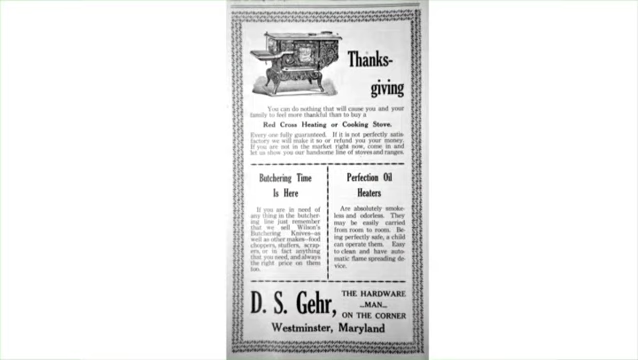 Thanks-
giving
You can do nothing that will cause you and your
family to feel more thankful than to buy a
Red Cross Heating or Cooking Stove.
Every one fully guaranteed. If it is not perfectly satis
factory we will make it so or refund you your money.
If you are not in the market right now, come in and
let us show you our handsome line of stoves and ranges.
Butchering Time
Is Here
If you are in need of
any thing in the butcher-
ing line just remember
that we sell Wilson's
Butchering Knives—as
well as other makes—food
choppers, stuffers, scrap-
ers, or in fact anything
that you need, and always
the right price on them
too.
Perfection Oil
Heaters
Are absolutely smoke-
less and odorless. They
may be easily carried
from room to room. Be-
ing perfectly safe, a child
can operate them. Easy
to clean and have auto-
matic flame spreading de-
vice.
D. S. Gehr,
THE HARDWARE
—MAN—
ON THE CORNER
Westminster, Maryland